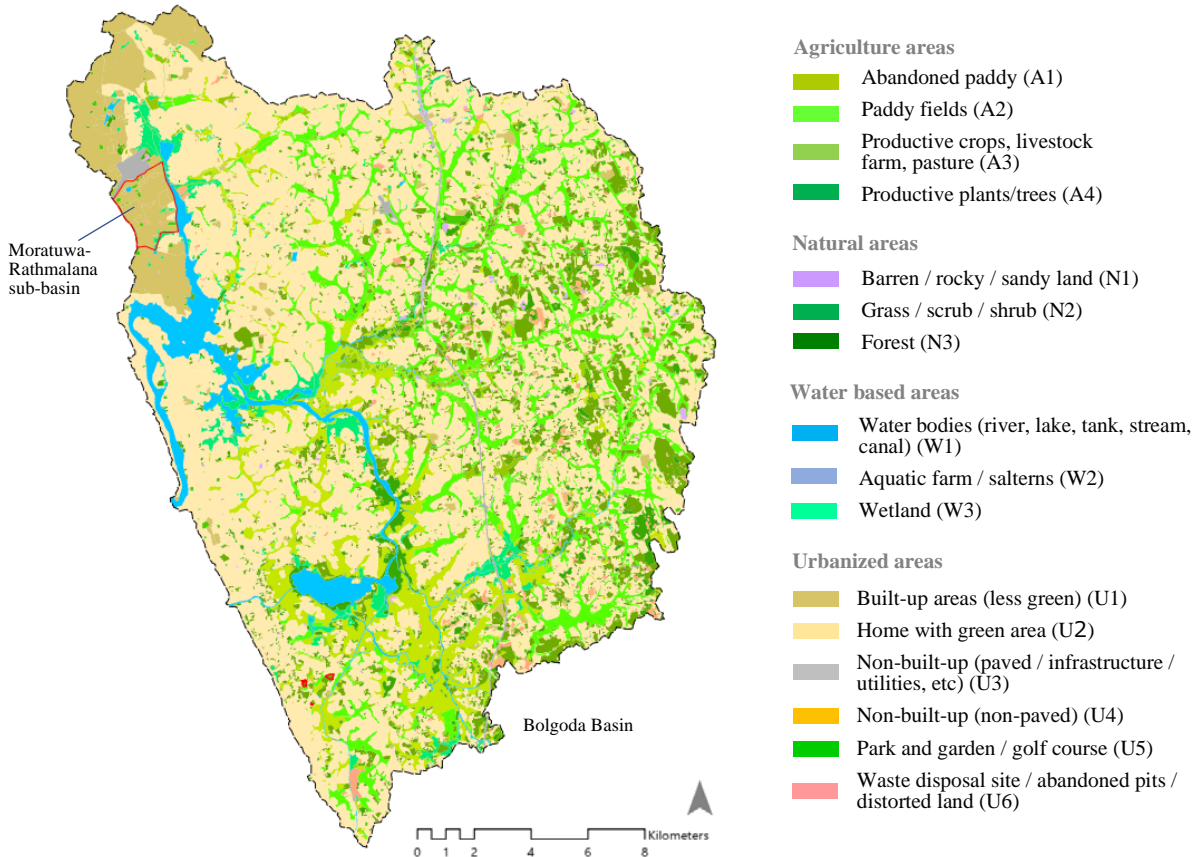 Moratuwa-
Rathmalana
sub-basin
Bolgoda Basin
Kilometers
0 1 2 4 6 8
Agriculture areas
Abandoned paddy (A1)
Paddy fields (A2)
Productive crops, livestock
farm, pasture (A3)
Productive plants/trees (A4)
Natural areas
Barren / rocky / sandy land (N1)
Grass / scrub / shrub (N2)
Forest (N3)
Water based areas
Water bodies (river, lake, tank, stream,
canal) (W1)
Aquatic farm / salterns (W2)
Wetland (W3)
Urbanized areas
Built-up areas (less green) (U1)
Home with green area (U2)
Non-built-up (paved / infrastructure /
utilities, etc) (U3)
Non-built-up (non-paved) (U4)
Park and garden / golf course (U5)
Waste disposal site / abandoned pits /
distorted land (U6)